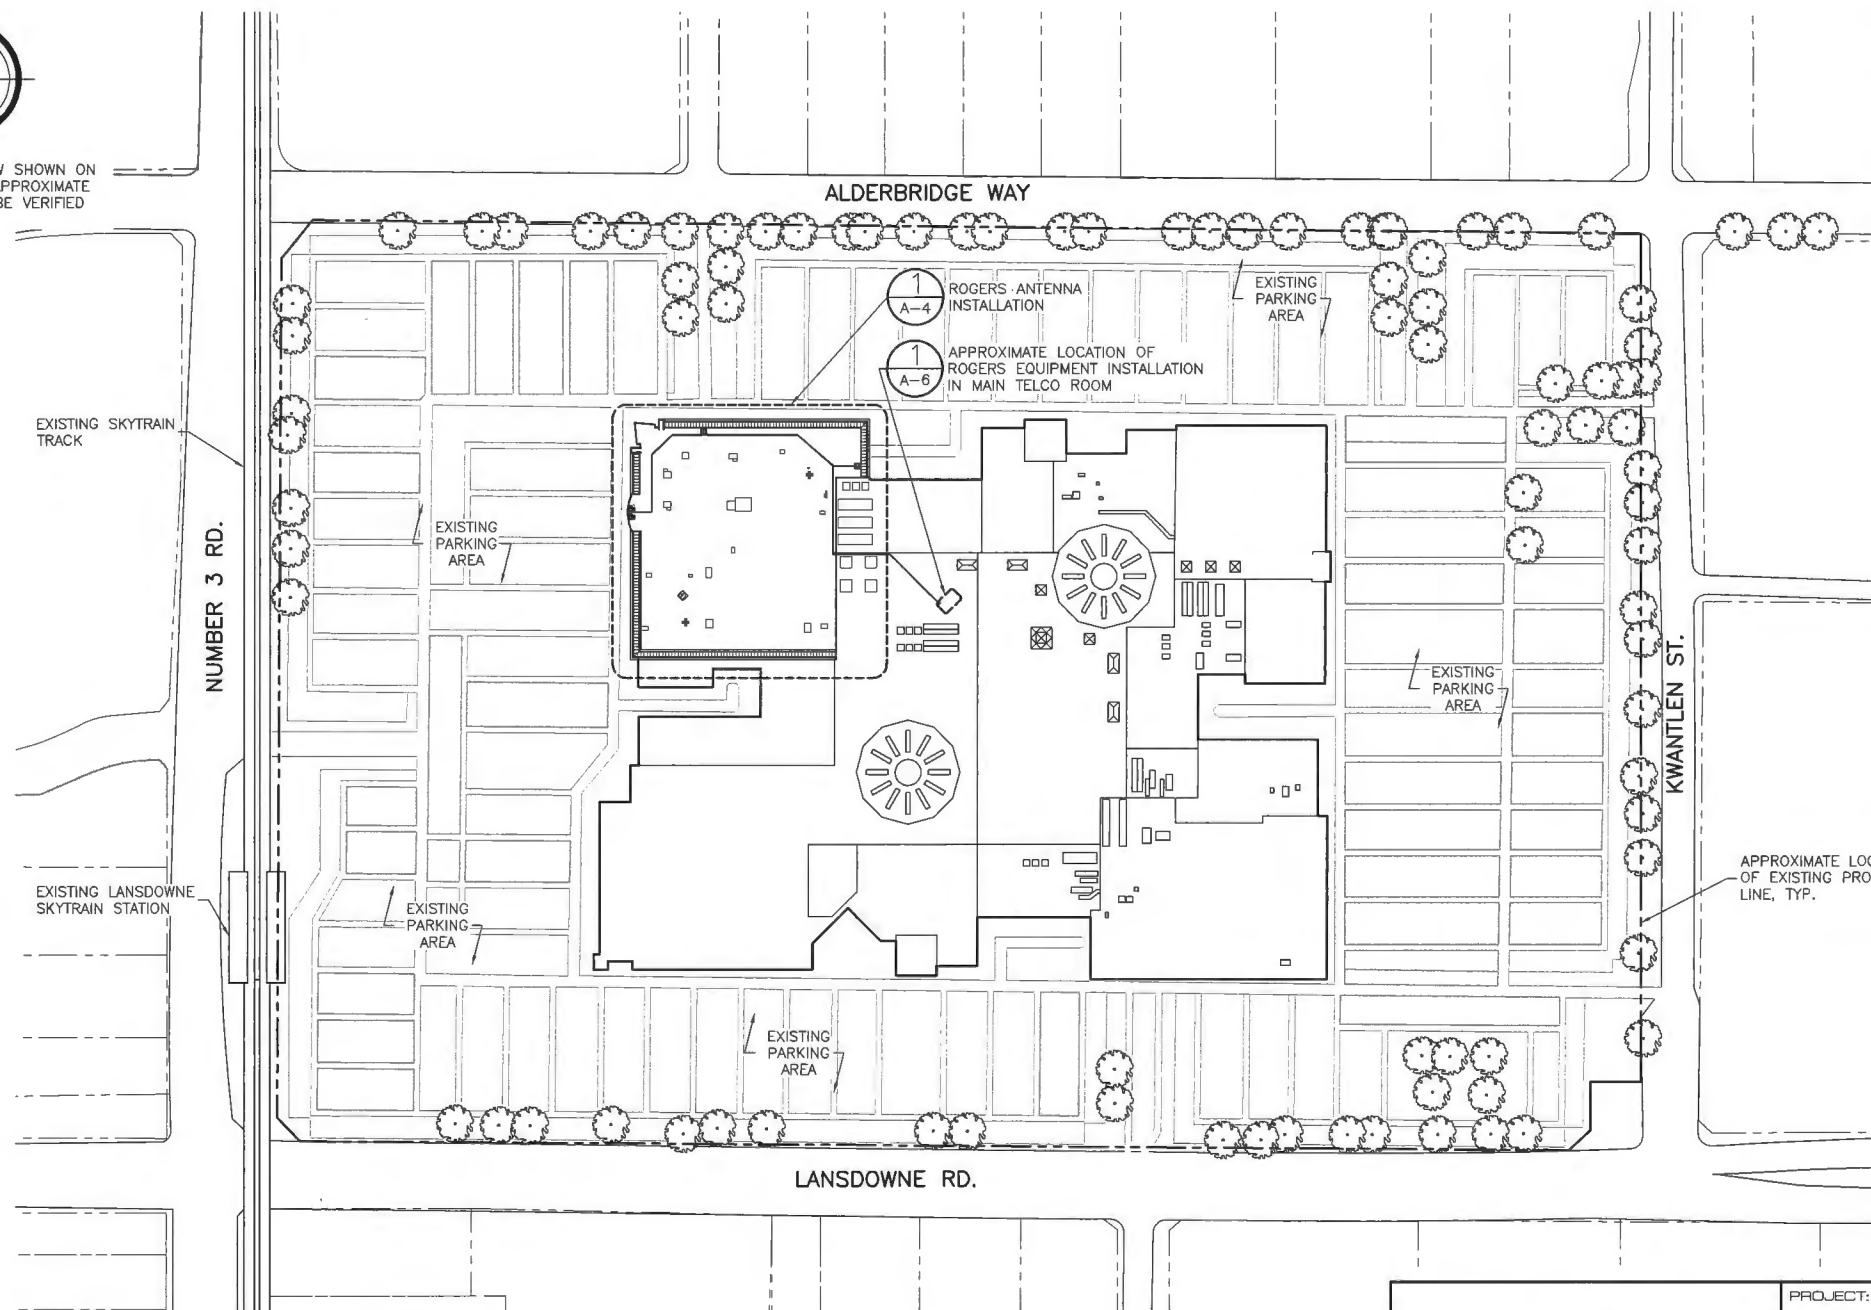 W SHOWN ON
APPROXIMATE
BE VERIFIED
ALDERBRIDGE WAY
1
A-4
ROGERS ANTENNA
INSTALLATION
1
A-6
APPROXIMATE LOCATION OF
ROGERS EQUIPMENT INSTALLATION
IN MAIN TELCO ROOM
EXISTING
PARKING
AREA
EXISTING SKYTRAIN
TRACK
EXISTING
PARKING
AREA
NUMBER 3 RD.
EXISTING
PARKING
AREA
KWANTLEN ST.
EXISTING LANSDOWNE
SKYTRAIN STATION
EXISTING
PARKING
AREA
APPROXIMATE LOC
OF EXISTING PRO
LINE, TYP.
EXISTING
PARKING
AREA
LANSDOWNE RD.
PROJECT: